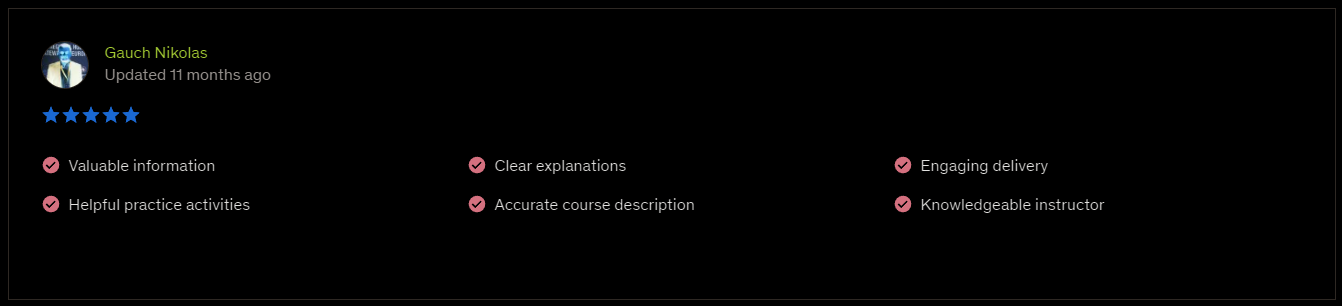 Gauch Nikolas
Updated 11 months ago
Valuable information
Clear explanations
Engaging delivery
Helpful practice activities
Accurate course description
Knowledgeable instructor